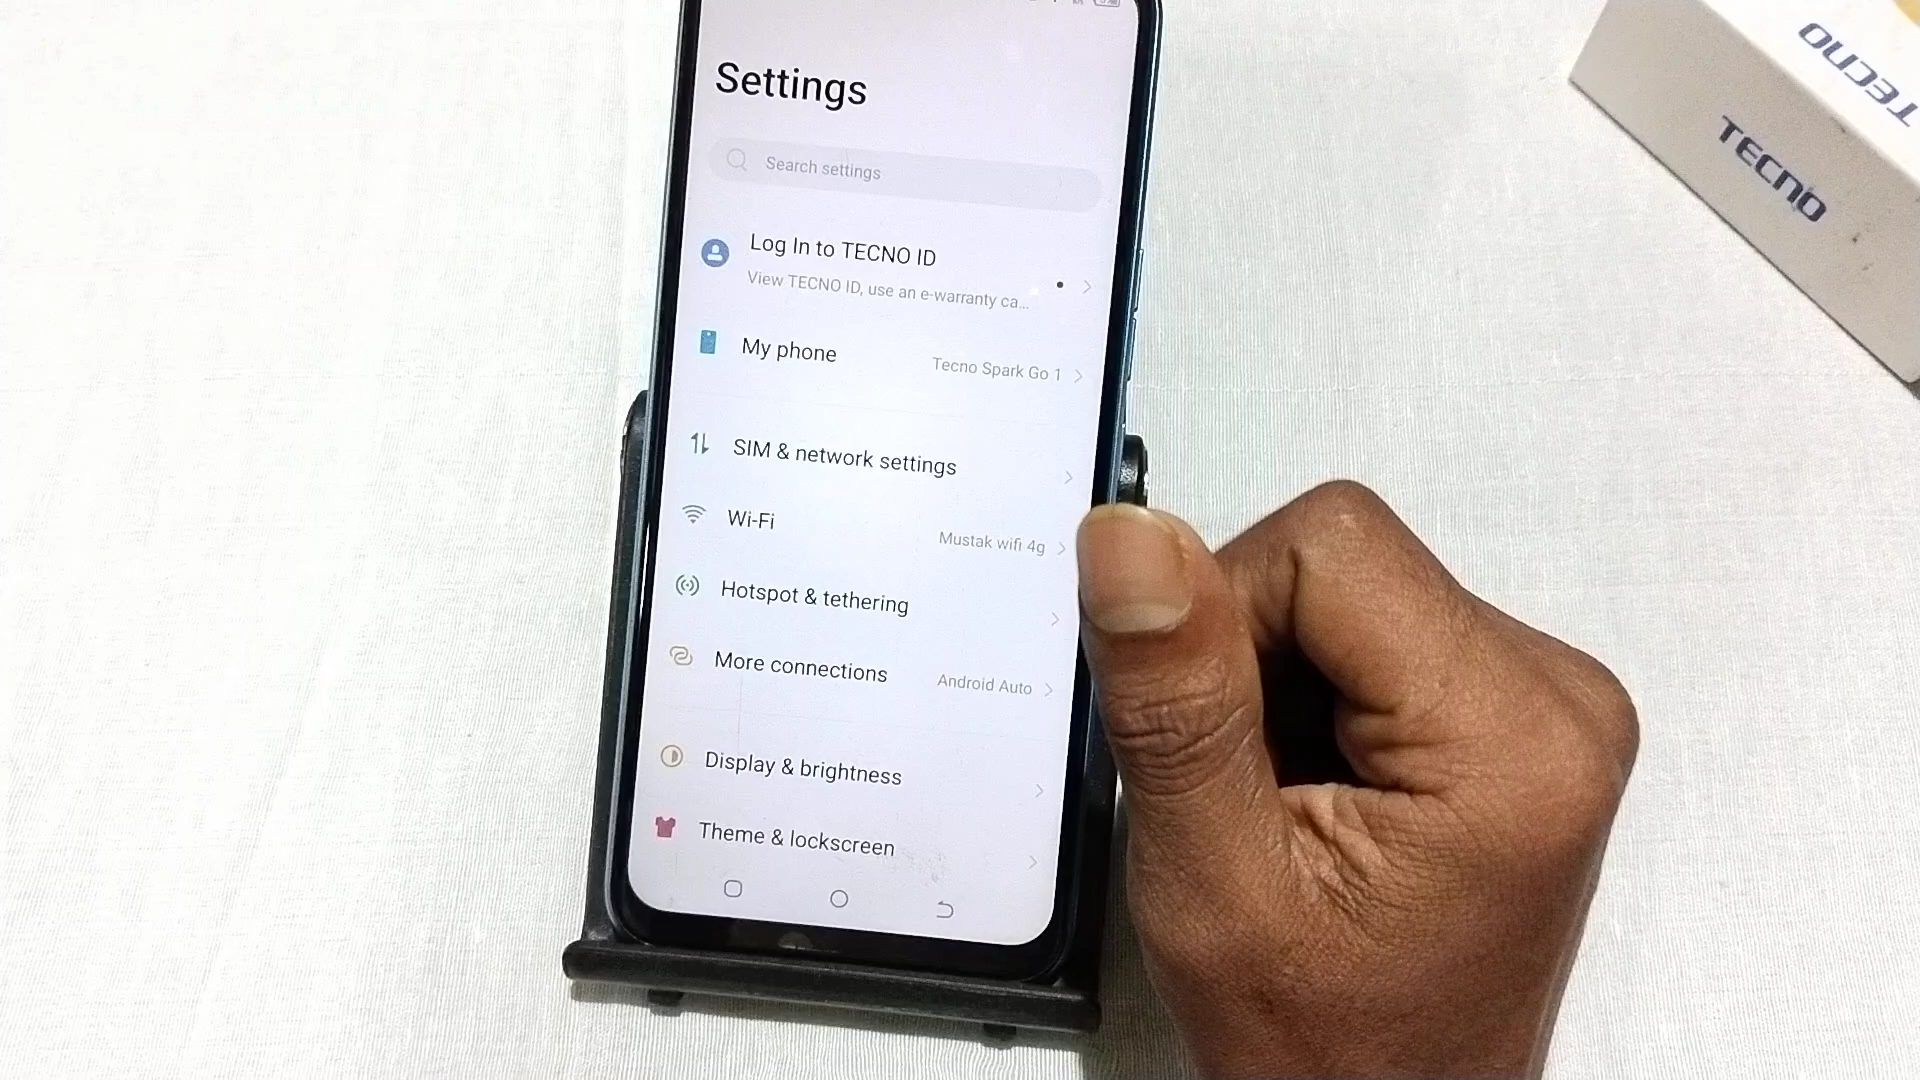 Settings
Search settings
Log In to TECNO ID
View TECNO ID, use an e-warranty ca...
My phone
Tecno Spark Go 1
SIM & network settings
Wi-Fi
Mustak wifi 4g
Hotspot & tethering
More connections
Android Auto
Display & brightness
Theme & lockscreen
TECNO
TECNO